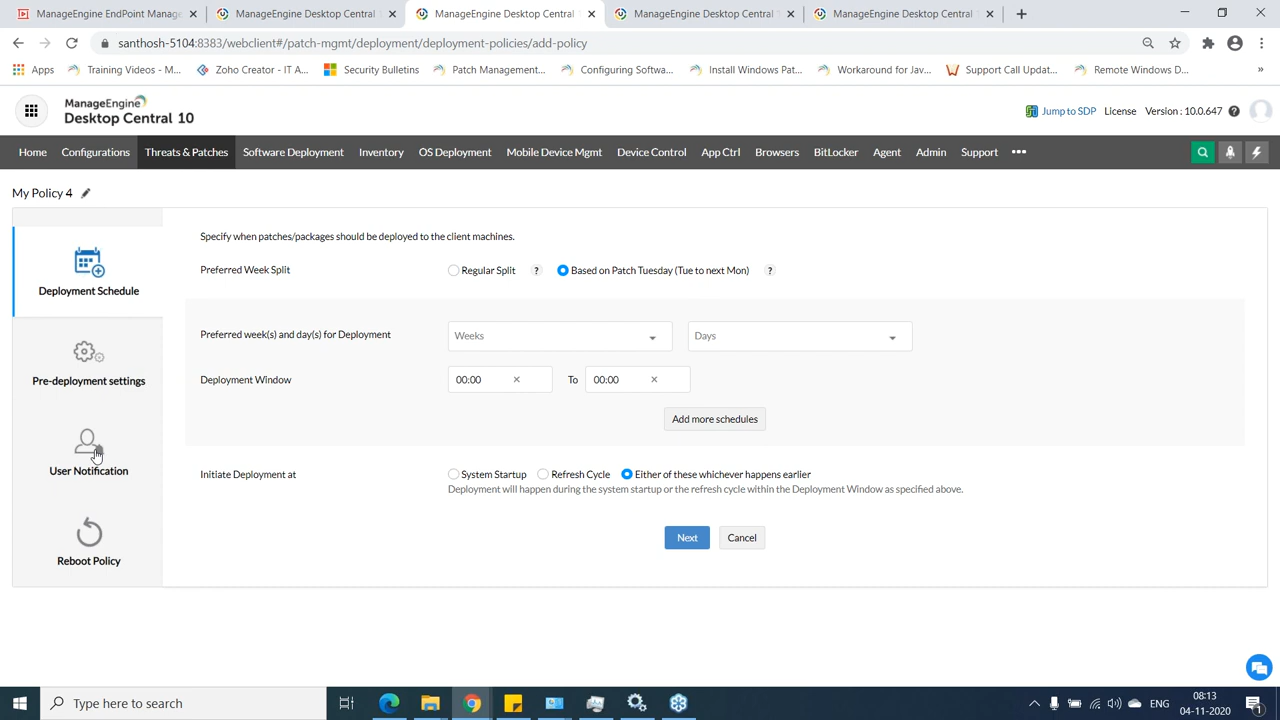 ManageEngine EndPoint Manage
ManageEngine Desktop Central 1
ManageEngine Desktop Central 1
ManageEngine Desktop Central 1
ManageEngine Desktop Central 1
santhosh-5104:8383/webclient#/patch-mgmt/deployment/deployment-policies/add-policy
Apps
Training Videos - M...
Zoho Creator - IT A...
Security Bulletins
Patch Management...
Configuring Softwa...
Install Windows Pat...
Workaround for Jav...
Support Call Updat...
Remote Windows D...
»
ManageEngine
Desktop Central 10
Jump to SDP
License
Version : 10.0.647
Home
Configurations
Threats & Patches
Software Deployment
Inventory
OS Deployment
Mobile Device Mgmt
Device Control
App Ctrl
Browsers
BitLocker
Agent
Admin
Support
My Policy 4
Deployment Schedule
Pre-deployment settings
User Notification
Reboot Policy
Specify when patches/packages should be deployed to the client machines.
Preferred Week Split
Regular Split ?
Based on Patch Tuesday (Tue to next Mon) ?
Preferred week(s) and day(s) for Deployment
Weeks
Days
Deployment Window
00:00
To
00:00
Add more schedules
Initiate Deployment at
System Startup
Refresh Cycle
Either of these whichever happens earlier
Deployment will happen during the system startup or the refresh cycle within the Deployment Window as specified above.
Next
Cancel
Type here to search
ENG
08:13
04-11-2020
1